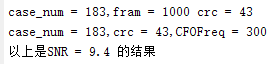 case_num = 183,fram = 1000 crc = 43
case_num = 183,crc = 43,CFOFreq = 300
以上是SNR = 9.4 的结果